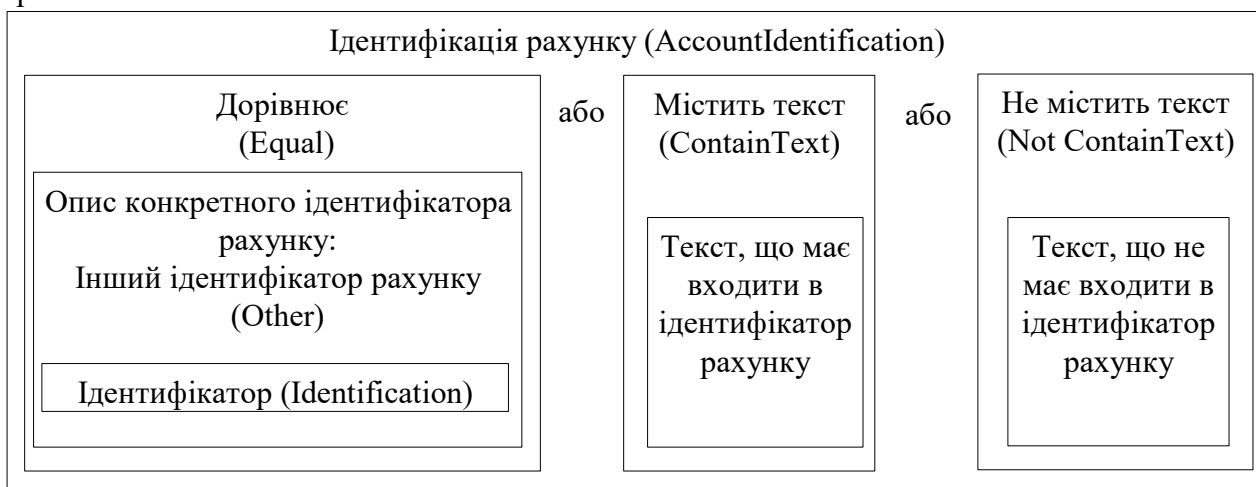 Ідентифікація рахунку (AccountIdentification)
Дорівнює
(Equal)
Опис конкретного ідентифікатора
рахунку:
Інший ідентифікатор рахунку
(Other)
Ідентифікатор (Identification)
або
Містить текст
(ContainText)
Текст, що має
входити в
ідентифікатор
рахунку
або
Не містить текст
(Not ContainText)
Текст, що не
має входити в
ідентифікатор
рахунку